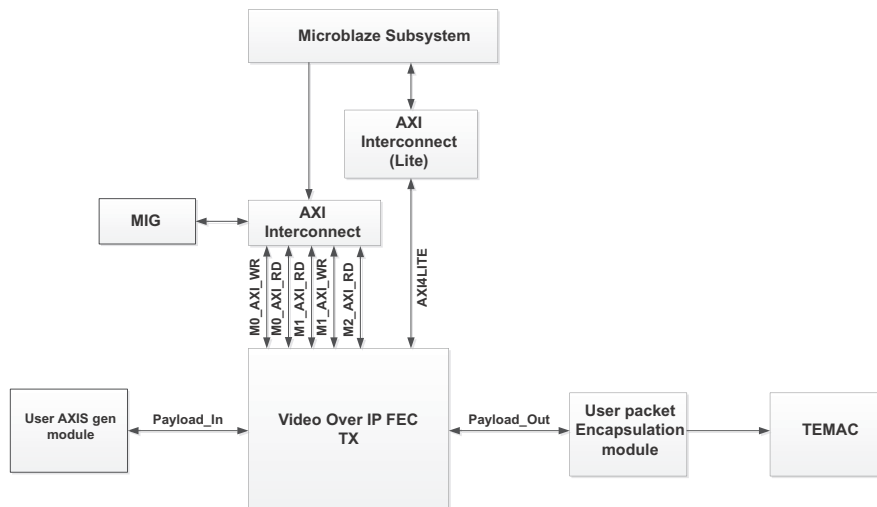 Microblaze Subsystem
AXI
Interconnect
(Lite)
MIG
AXI
Interconnect
M0_AXI_WR
M0_AXI_RD
M1_AXI_RD
M1_AXI_WR
M2_AXI_RD
AXI4LITE
User AXIS gen
module
Payload_In
Video Over IP FEC
TX
Payload_Out
User packet
Encapsulation
module
TEMAC